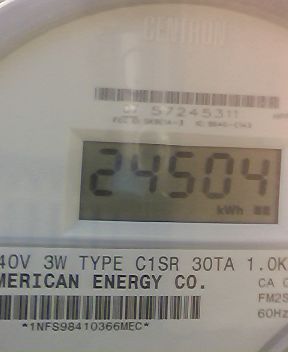 CENTRON
57245311
24504
kWh
40V 3W TYPE C1SR 30TA 1.0K
MERICAN ENERGY CO.
CA 
FM2S
60Hz
*1NFS98410366MEC*